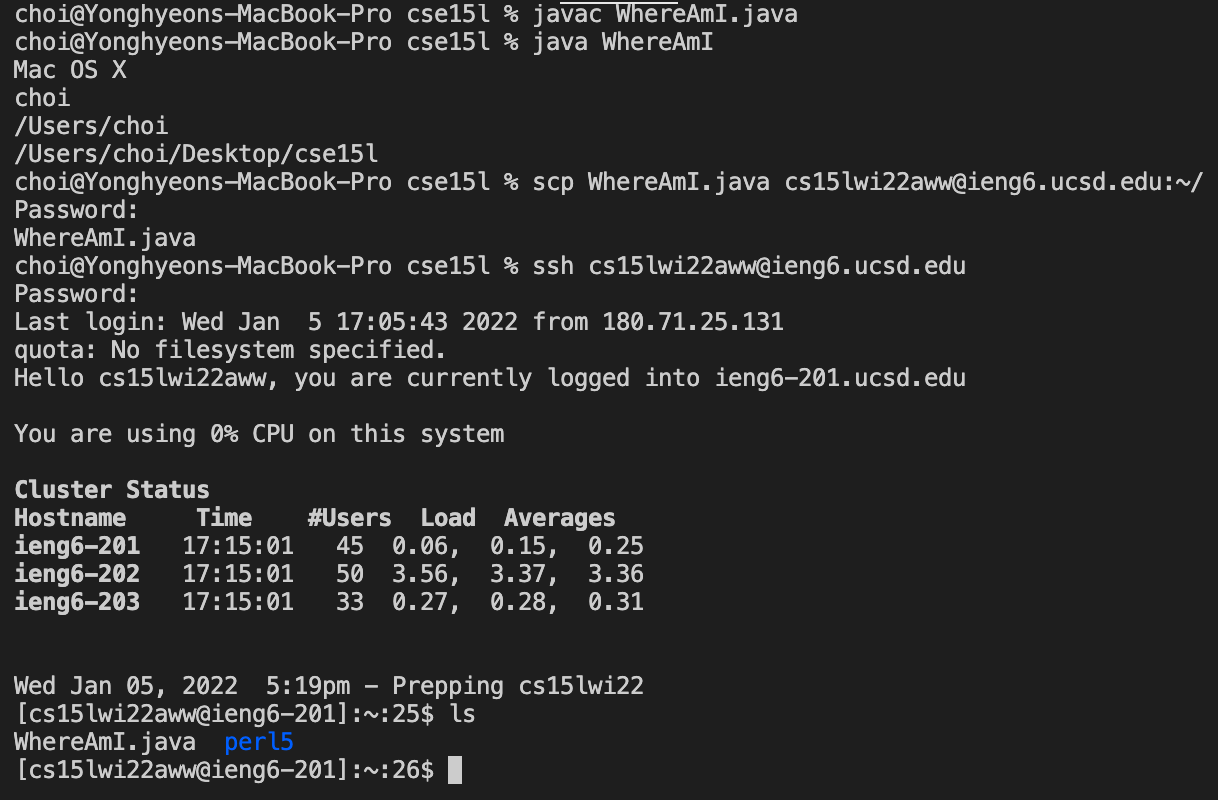 choi@Yonghyeons-MacBook-Pro cse15l % javac WhereAmI.java
choi@Yonghyeons-MacBook-Pro cse15l % java WhereAmI
Mac OS X
choi
/Users/choi
/Users/choi/Desktop/cse15l
choi@Yonghyeons-MacBook-Pro cse15l % scp WhereAmI.java cs15lwi22aww@ieng6.ucsd.edu:~/
Password:
WhereAmI.java
choi@Yonghyeons-MacBook-Pro cse15l % ssh cs15lwi22aww@ieng6.ucsd.edu
Password:
Last login: Wed Jan  5 17:05:43 2022 from 180.71.25.131
quota: No filesystem specified.
Hello cs15lwi22aww, you are currently logged into ieng6-201.ucsd.edu
You are using 0% CPU on this system
Cluster Status
Hostname     Time    #Users  Load  Averages
ieng6-201   17:15:01   45  0.06,  0.15,  0.25
ieng6-202   17:15:01   50  3.56,  3.37,  3.36
ieng6-203   17:15:01   33  0.27,  0.28,  0.31
Wed Jan 05, 2022  5:19pm - Prepping cs15lwi22
[cs15lwi22aww@ieng6-201]:~:25$ ls
WhereAmI.java  perl5
[cs15lwi22aww@ieng6-201]:~:26$